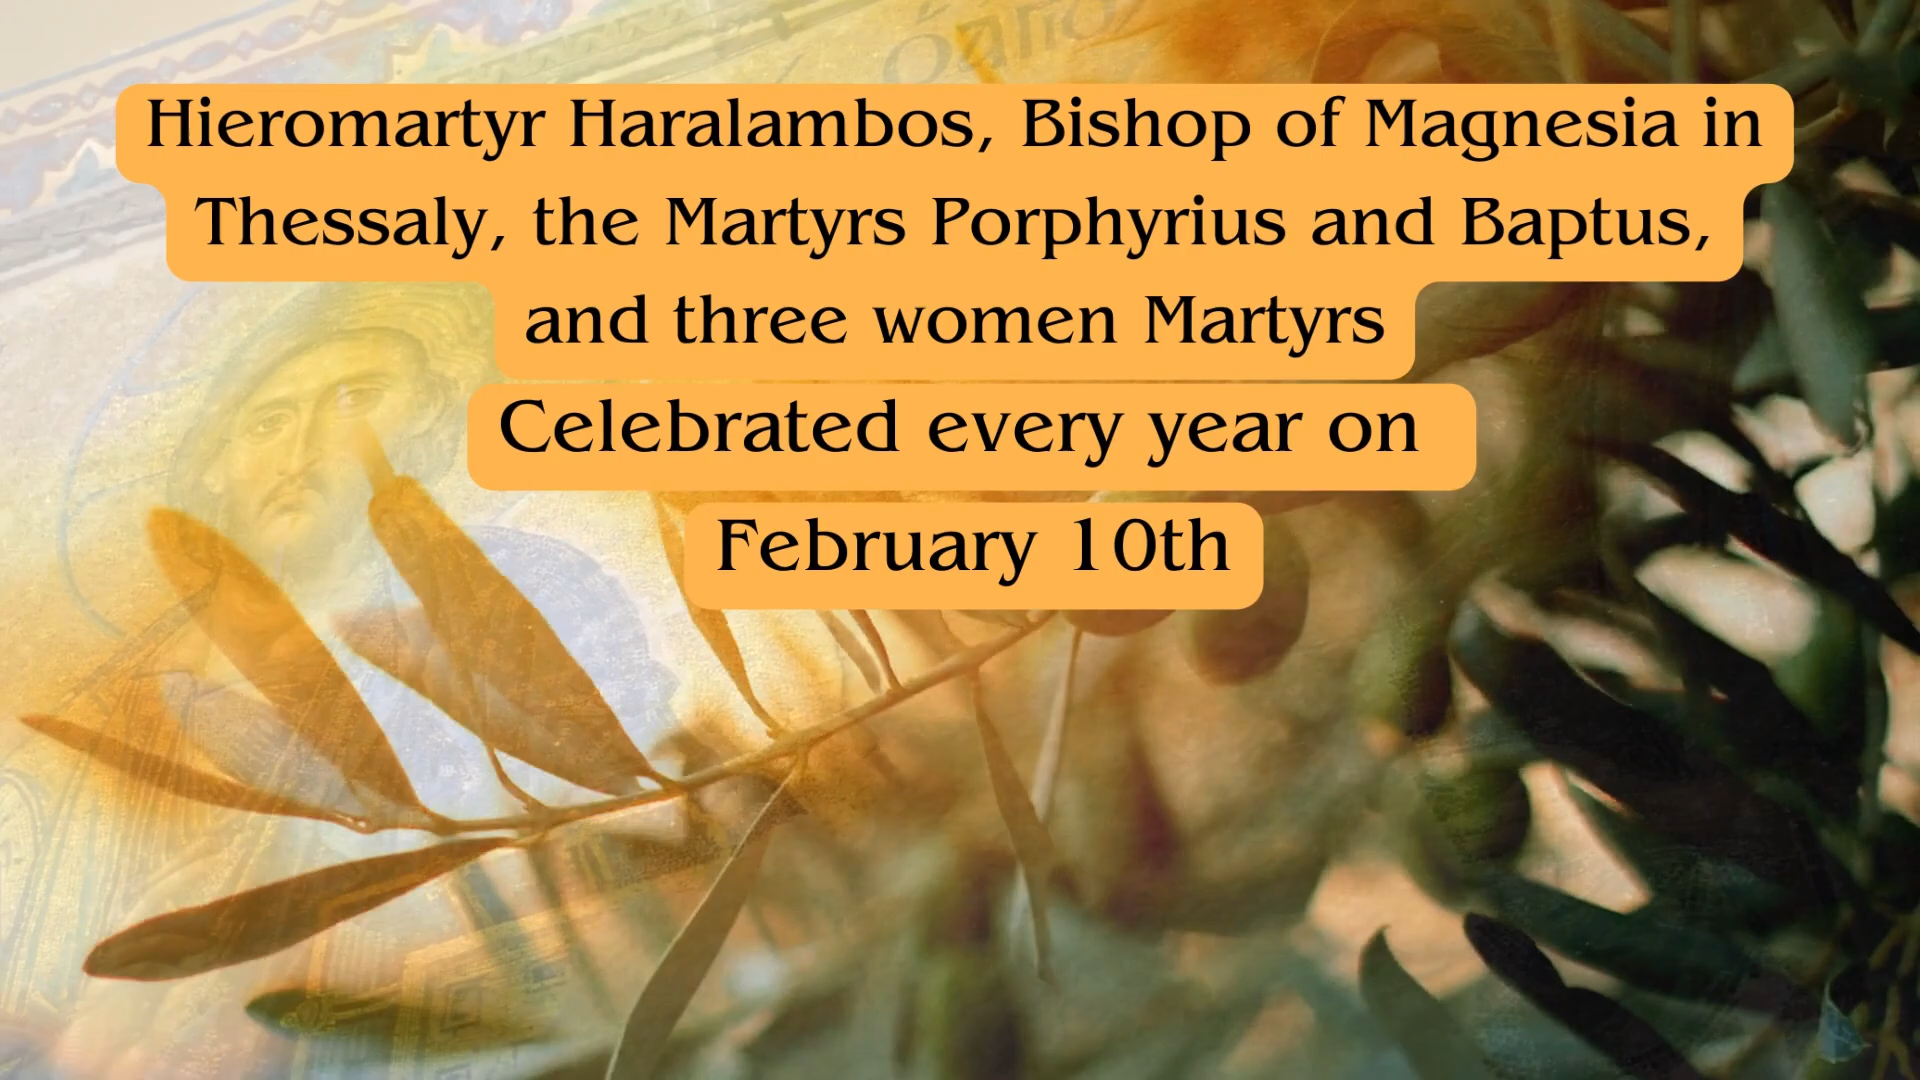 Hieromartyr Haralambos, Bishop of Magnesia in
Thessaly, the Martyrs Porphyrius and Baptus,
and three women Martyrs
Celebrated every year on
February 10th